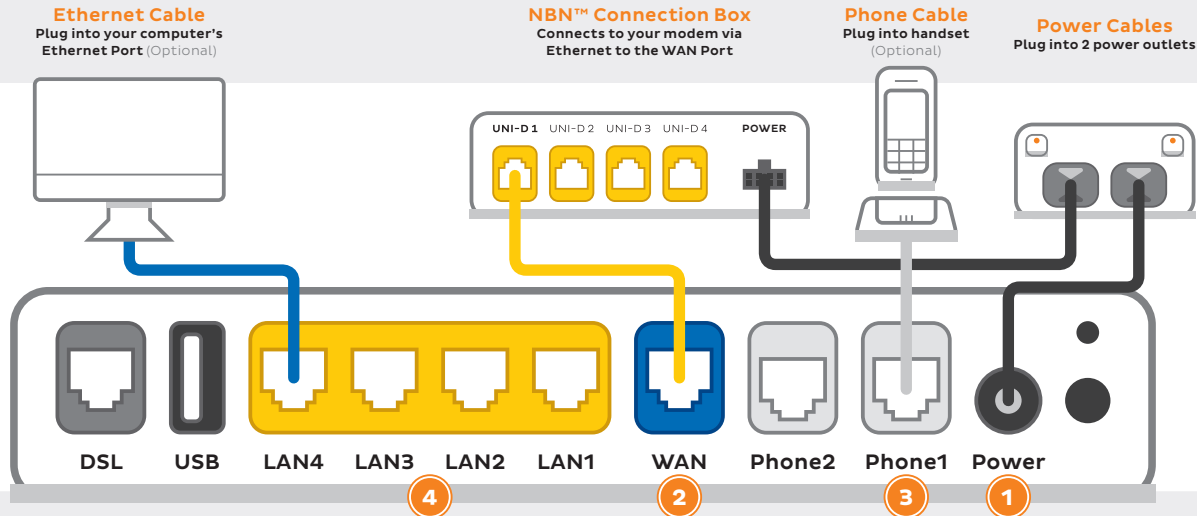 Ethernet Cable
Plug into your computer's
Ethernet Port (Optional)
NBN™ Connection Box
Connects to your modem via
Ethernet to the WAN Port
Phone Cable
Plug into handset
(Optional)
Power Cables
Plug into 2 power outlets
UNI-D 1 UNI-D 2 UNI-D 3 UNI-D 4 POWER
DSL USB LAN4 LAN3 LAN2 LAN1 WAN Phone2 Phone1 Power
4 2 3 1